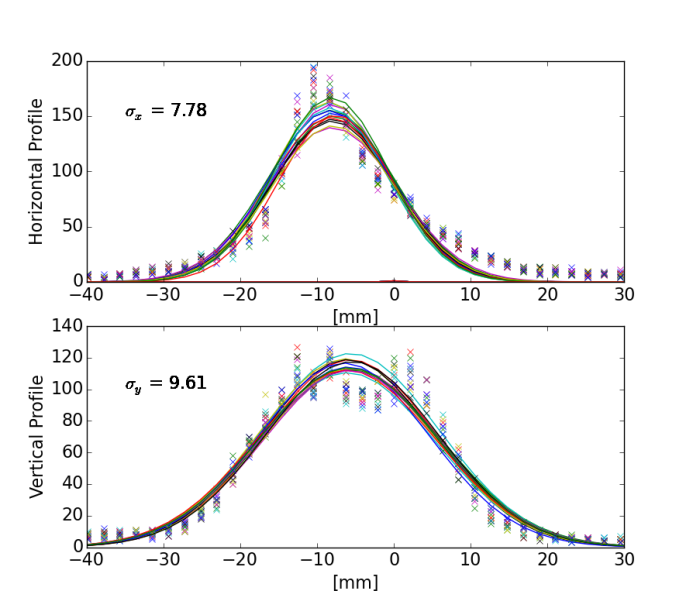 200
150
100
50
0
Horizontal Profile
σx = 7.78
−40 −30 −20 −10 0 10 20 30
[mm]
140
120
100
80
60
40
20
0
Vertical Profile
σy = 9.61
−40 −30 −20 −10 0 10 20 30
[mm]